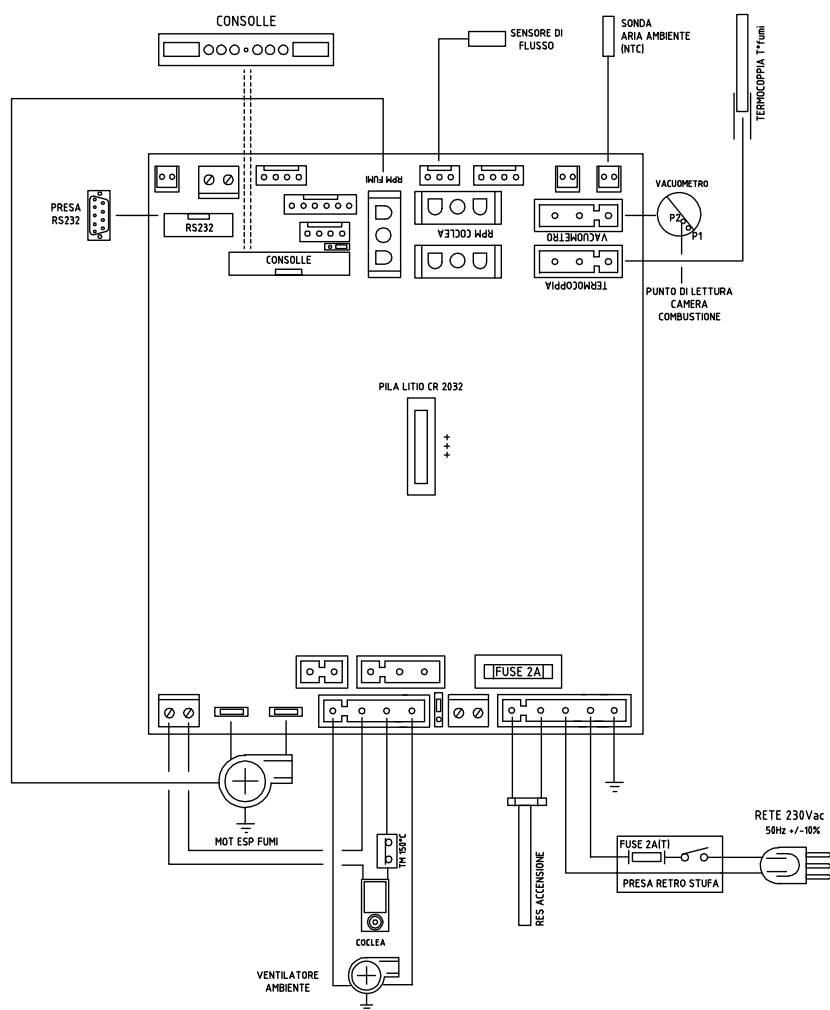 CONSOLLE
SENSORE DI
FLUSSO
SONDA
ARIA AMBIENTE
(NTC)
TERMOCOPPIA T*fumi
PRESA
RS232
RS232
CONSOLLE
RPM FUMI
RPM COCLEA
VACUOMETRO
TERMOCOPPIA
VACUOMETRO
P2
P1
PUNTO DI LETTURA
CAMERA
COMBUSTIONE
PILA LITIO CR 2032
+++
FUSE 2A
MOT ESP FUMI
TM 150°C
COCLEA
VENTILATORE
AMBIENTE
RES ACCENSIONE
FUSE 2A(T)
PRESA RETRO STUFA
RETE 230Vac
50Hz +/-10%